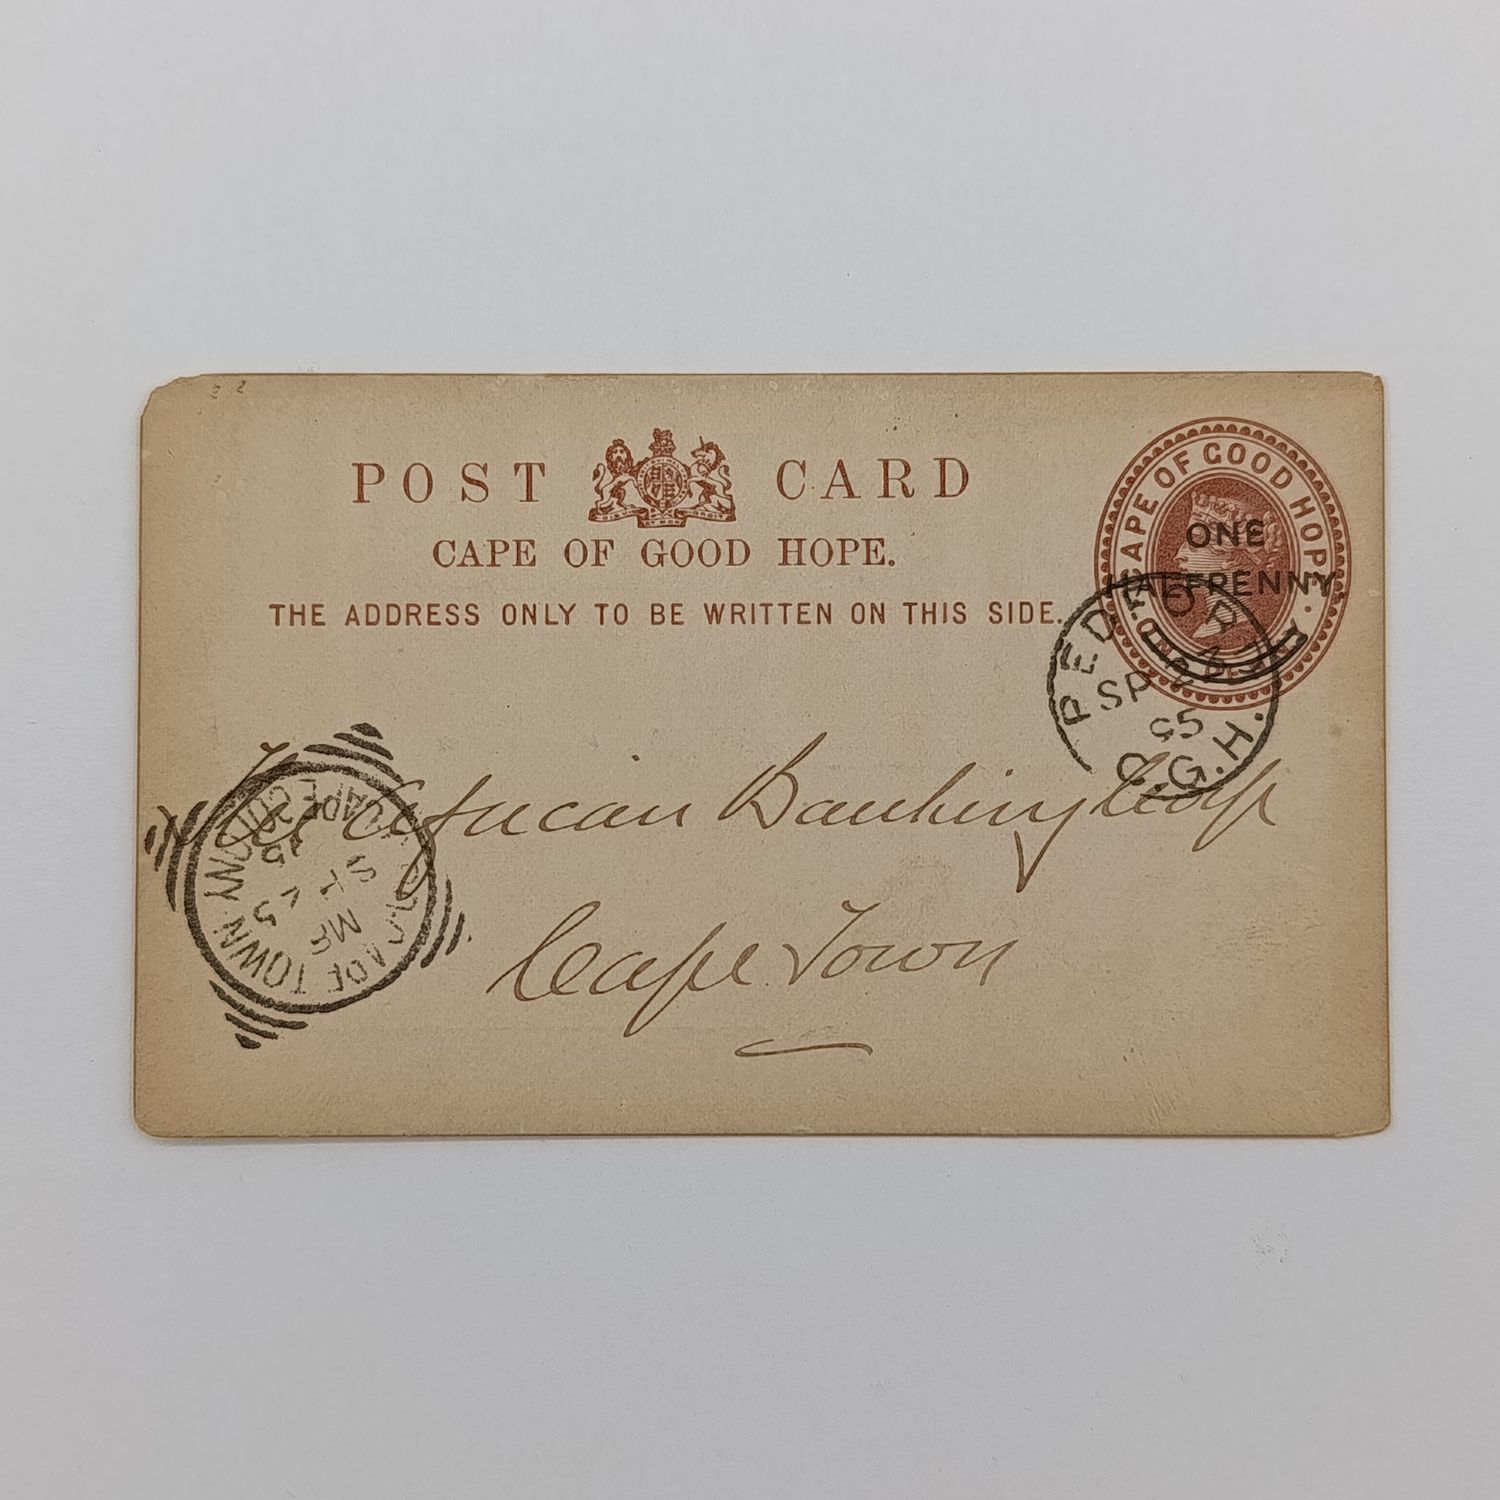 POST CARD
CAPE OF GOOD HOPE.
THE ADDRESS ONLY TO BE WRITTEN ON THIS SIDE.
CAPE OF GOOD HOPE
ONE
HALFPENNY.
SP
95
C.G.H.
African Banking Corp
Cape Town
CAPE TOWN